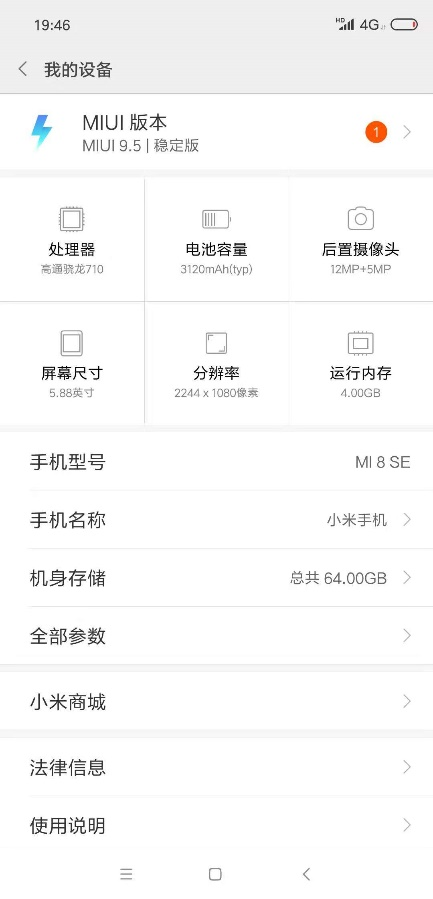 19:46
HD 4G
我的设备
MIUI 版本
MIUI 9.5 | 稳定版
1
处理器
高通骁龙710
电池容量
3120mAh(typ)
后置摄像头
12MP+5MP
屏幕尺寸
5.88英寸
分辨率
2244 x 1080像素
运行内存
4.00GB
手机型号
MI 8 SE
手机名称
小米手机
机身存储
总共 64.00GB
全部参数
小米商城
法律信息
使用说明